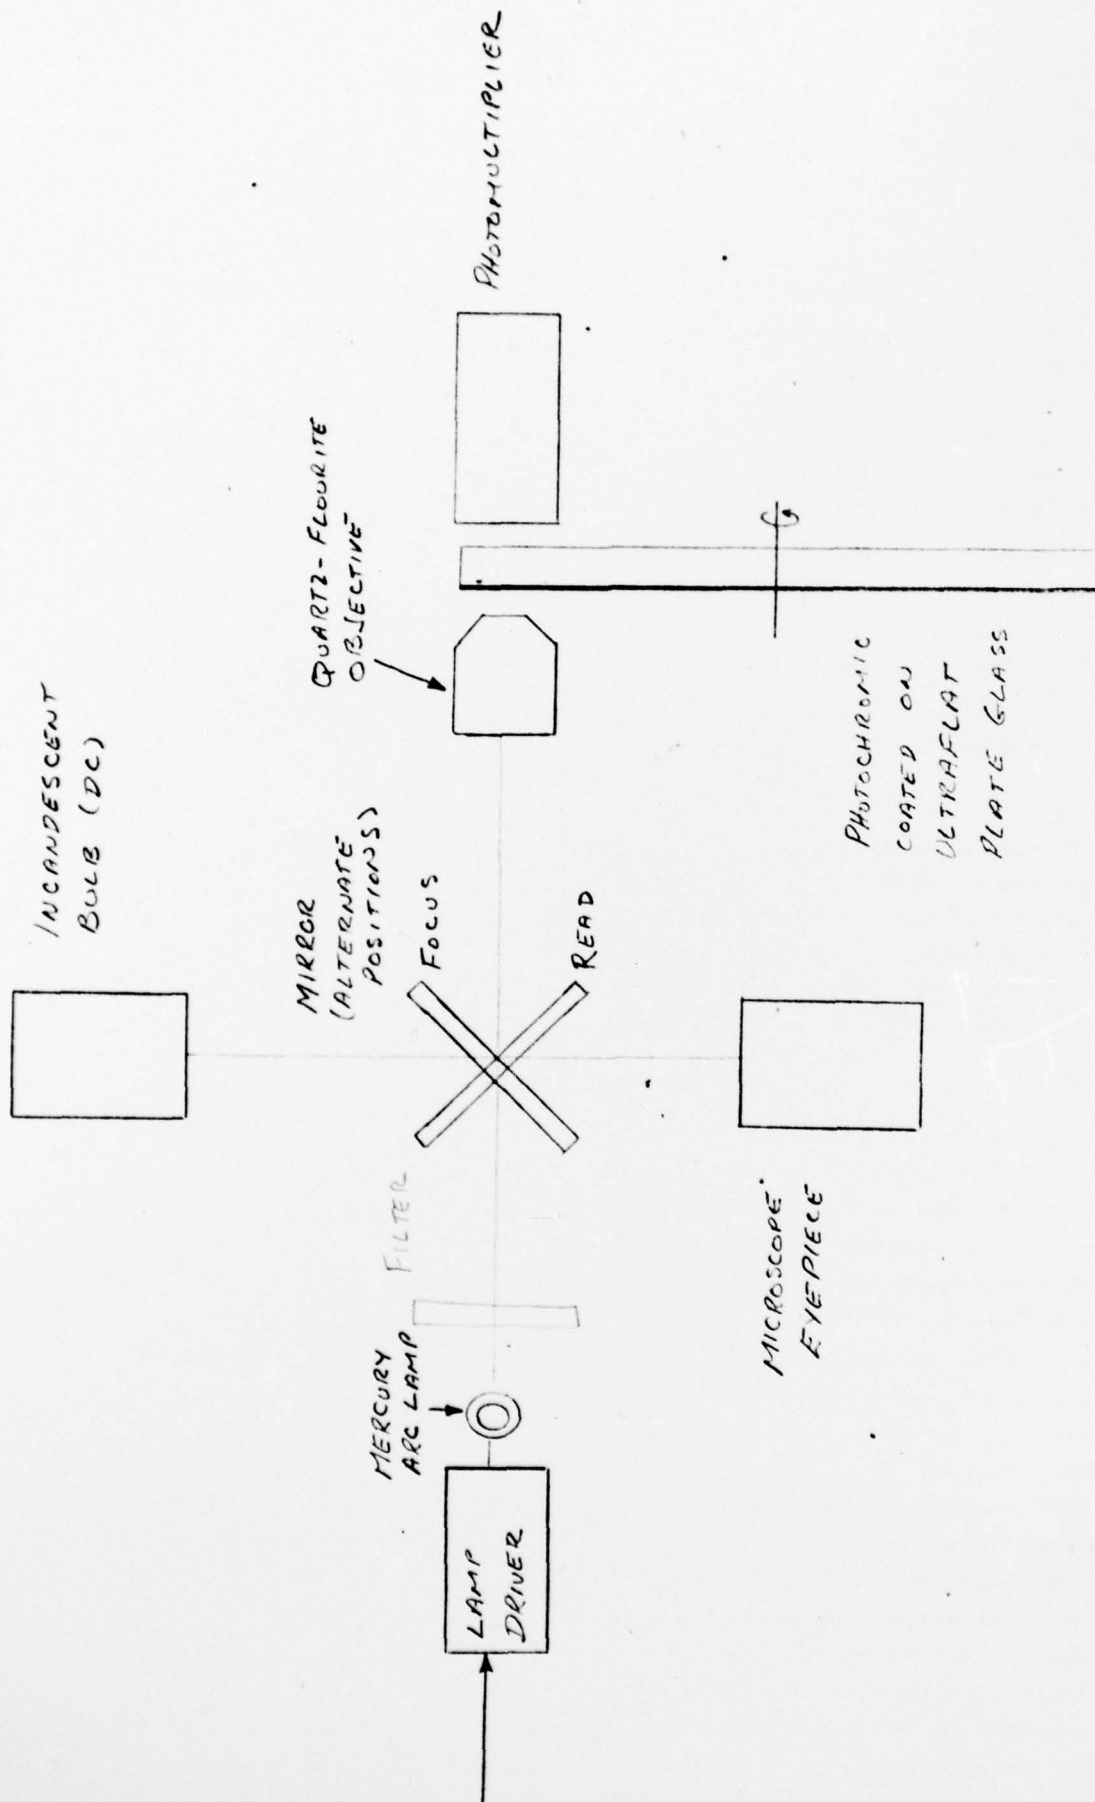 INCANDESCENT
BULB (DC)
MIRROR
(ALTERNATE
POSITIONS)
FOCUS
READ
QUARTZ-FLOURITE
OBJECTIVE
PHOTOMULTIPLIER
FILTER
MERCURY
ARC LAMP
LAMP
DRIVER
MICROSCOPE
EYEPIECE
PHOTOCHROMIC
COATED ON
ULTRAFLAT
PLATE GLASS